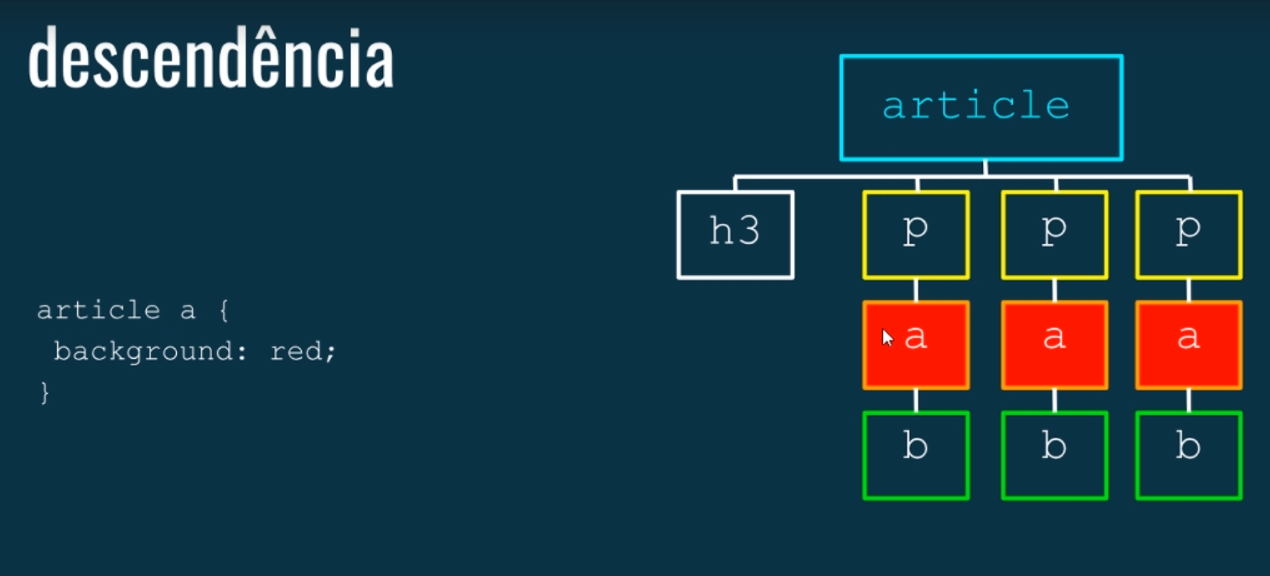 descendência
article a {
background: red;
}
article
h3 p p p
a a a
b b b